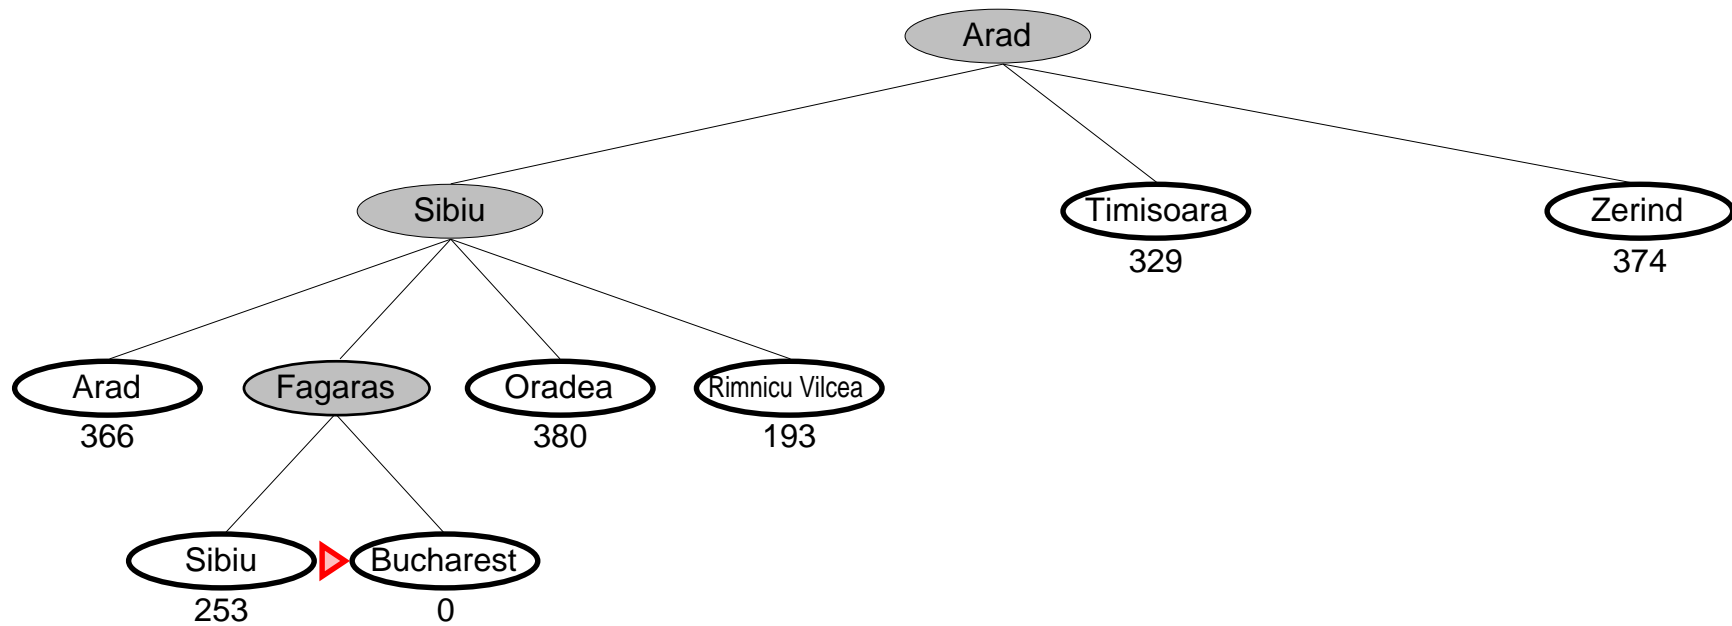 Arad
Sibiu
Timisoara
Zerind
329
374
Arad
Fagaras
Oradea
Rimnicu Vilcea
366
380
193
Sibiu
Bucharest
253
0